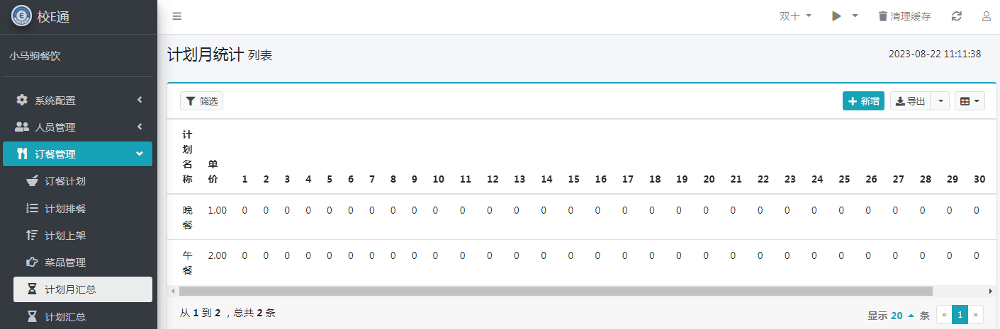 校E通
双十
清理缓存
小马驹餐饮
计划月统计 列表
2023-08-22 11:11:38
系统配置
人员管理
订餐管理
订餐计划
计划排餐
计划上架
菜品管理
计划月汇总
计划汇总
筛选
新增
导出
计划名称 单价 1 2 3 4 5 6 7 8 9 10 11 12 13 14 15 16 17 18 19 20 21 22 23 24 25 26 27 28 29 30
晚餐 1.00 0 0 0 0 0 0 0 0 0 0 0 0 0 0 0 0 0 0 0 0 0 0 0 0 0 0 0 0 0 0
午餐 2.00 0 0 0 0 0 0 0 0 0 0 0 0 0 0 0 0 0 0 0 0 0 0 0 0 0 0 0 0 0 0
从 1 到 2 ，总共 2 条
显示 20 条
« 1 »